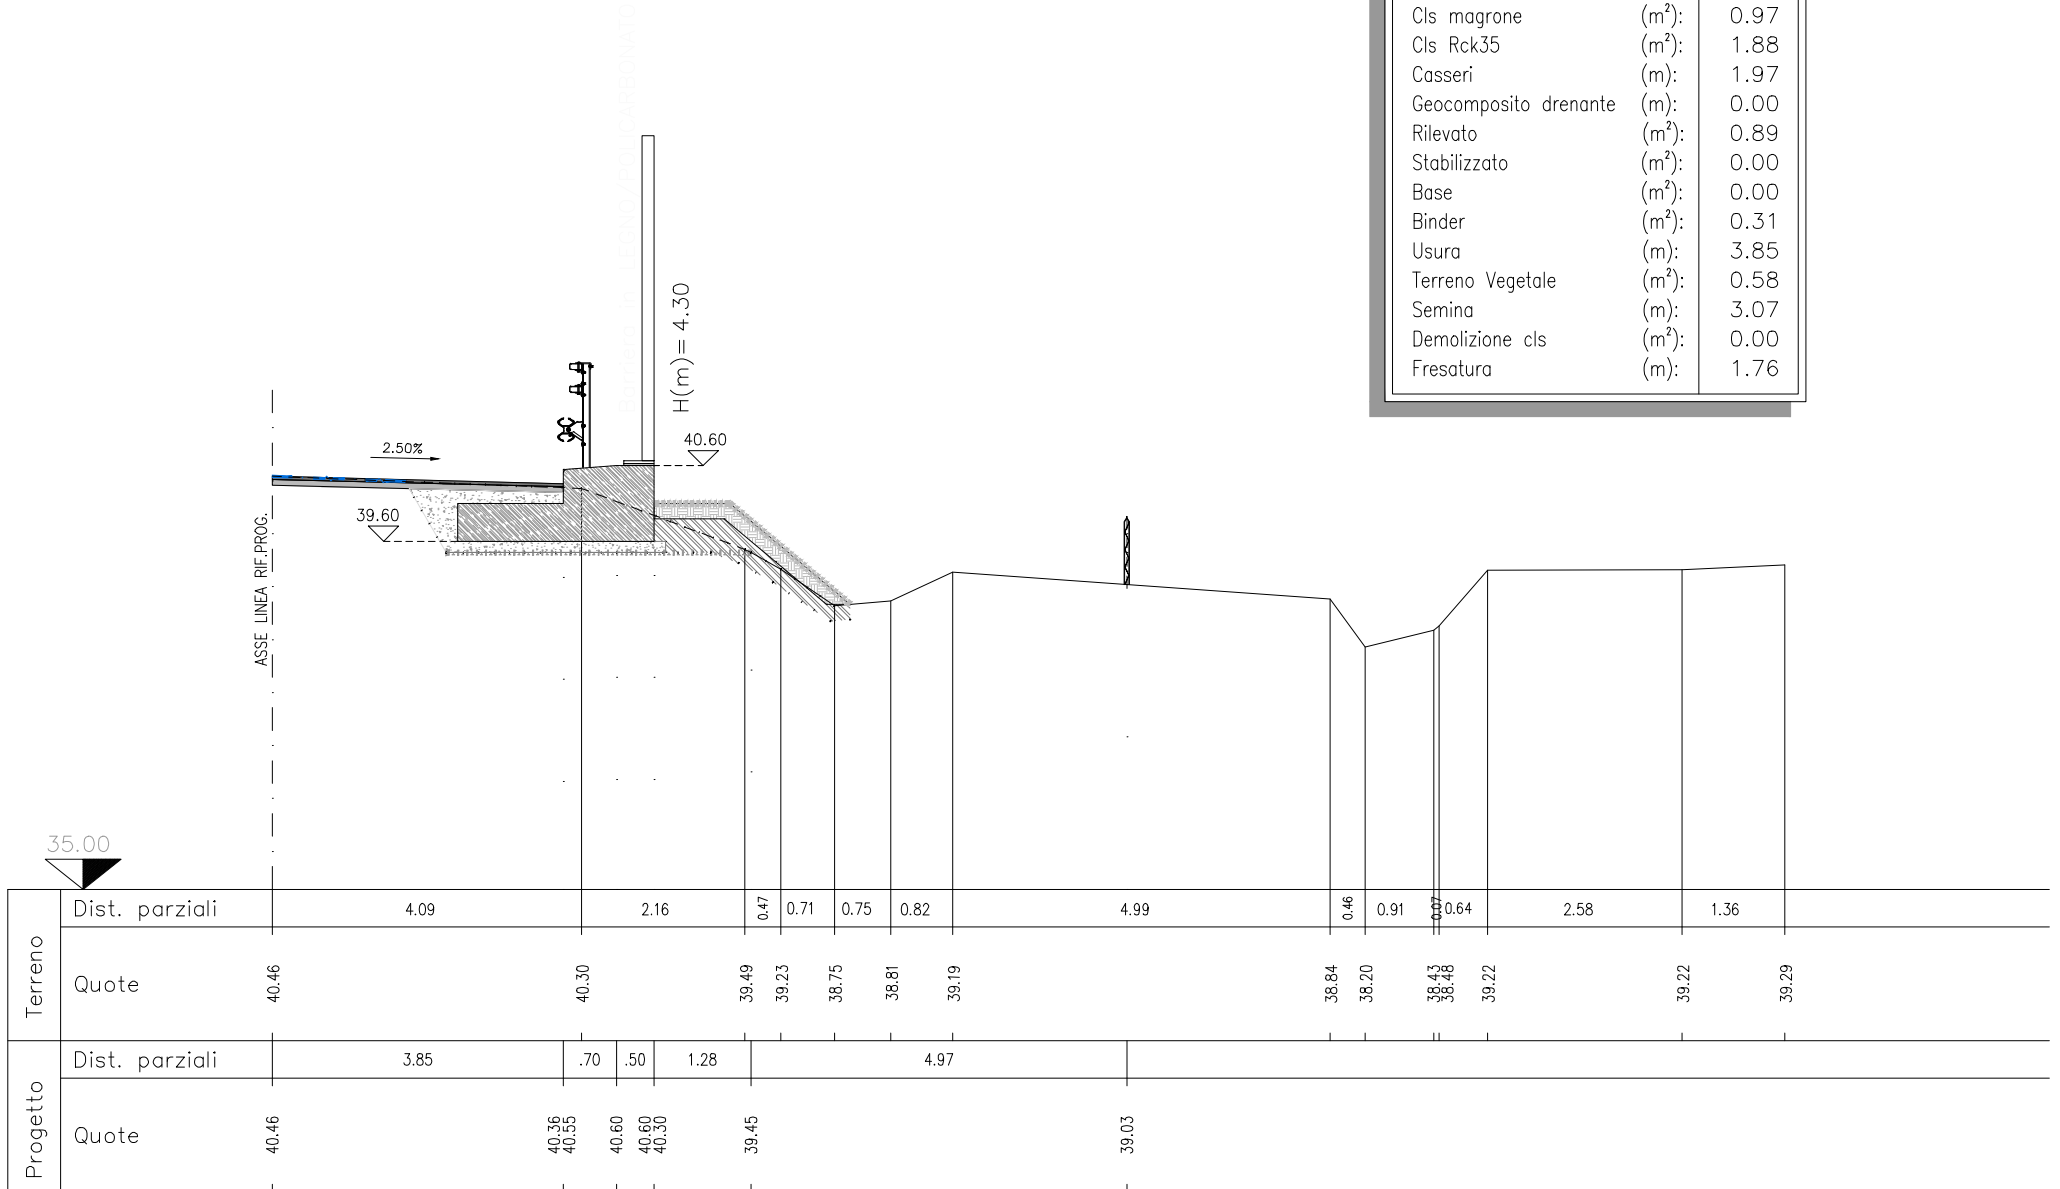 Cls magrone (m²): 0.97
Cls Rck35 (m²): 1.88
Casseri (m): 1.97
Geocomposito drenante (m): 0.00
Rilevato (m²): 0.89
Stabilizzato (m²): 0.00
Base (m²): 0.00
Binder (m²): 0.31
Usura (m): 3.85
Terreno Vegetale (m²): 0.58
Semina (m): 3.07
Demolizione cls (m²): 0.00
Fresatura (m): 1.76
H(m)= 4.30
40.60
2.50%
39.60
ASSE LINEA RIF.PROG.
35.00
Terreno
Dist. parziali 4.09 2.16 0.47 0.71 0.75 0.82 4.99 0.46 0.91 0.07 0.64 2.58 1.36
Quote 40.46 40.30 39.49 39.23 38.75 38.81 39.19 38.84 38.20 38.43 38.48 39.22 39.22 39.29
Progetto
Dist. parziali 3.85 .70 .50 1.28 4.97
Quote 40.46 40.36 40.55 40.60 40.60 40.30 39.45 39.03